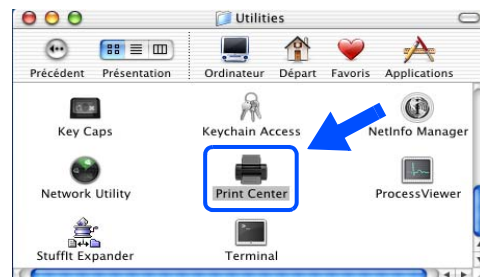 Utilities
Précédent Présentation Ordinateur Départ Favoris Applications
Key Caps Keychain Access NetInfo Manager
Network Utility Print Center ProcessViewer
StuffIt Expander Terminal